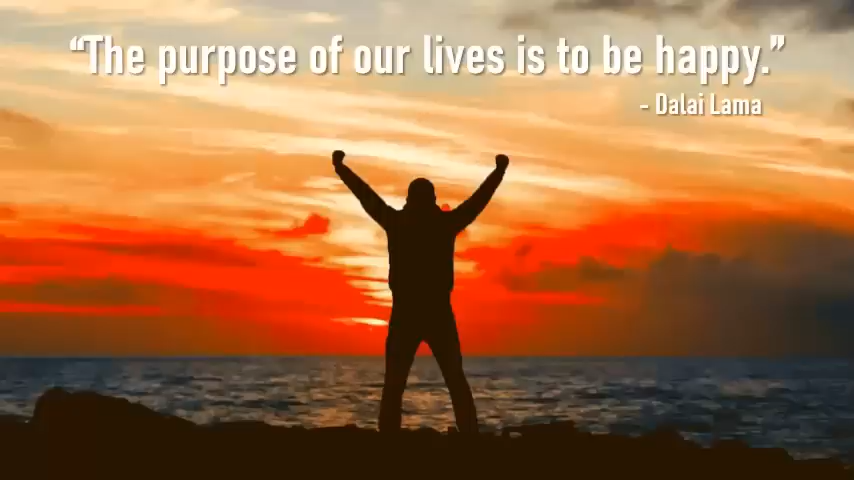 “The purpose of our lives is to be happy.”
- Dalai Lama